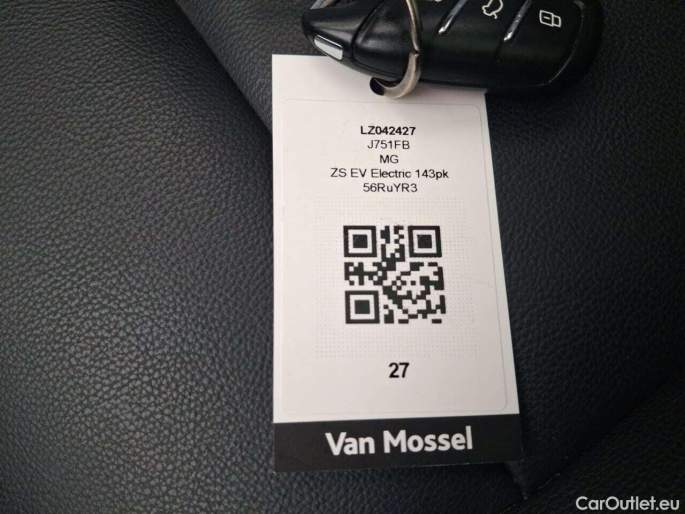 LZ042427
J751FB
MG
ZS EV Electric 143pk
56RuYR3
27
Van Mossel
CarOutlet.eu